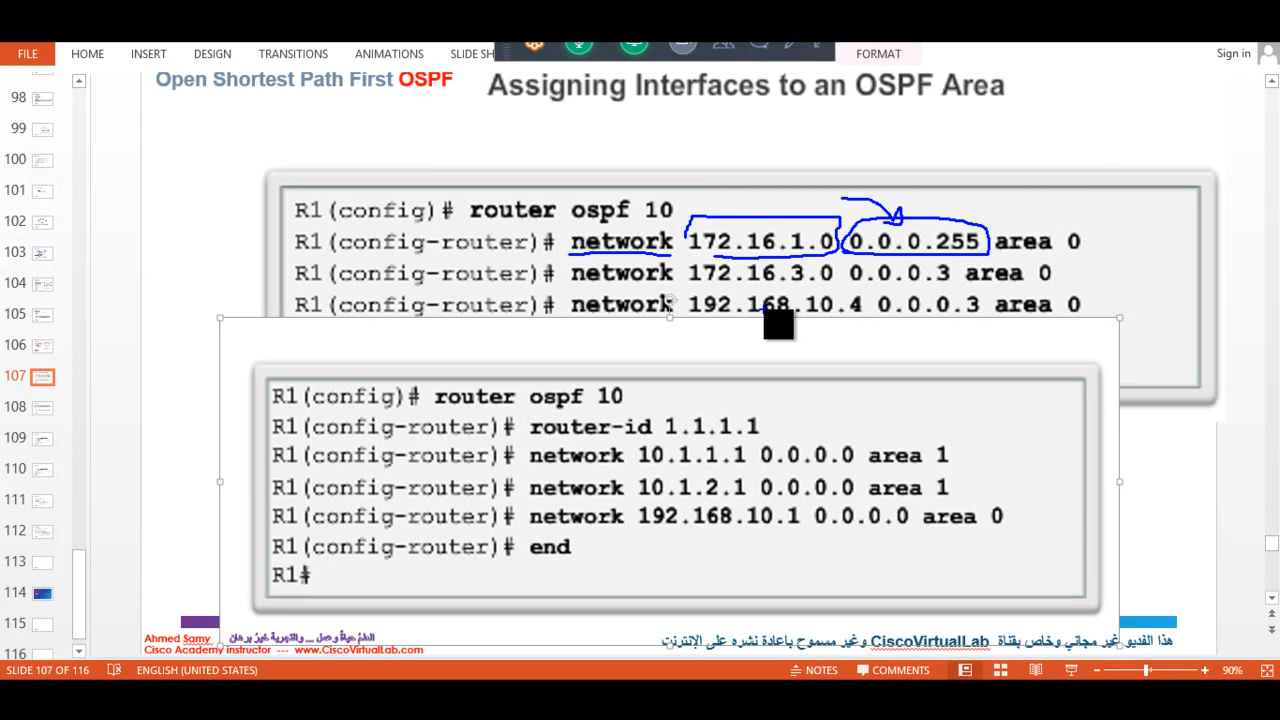 FILE HOME INSERT DESIGN TRANSITIONS ANIMATIONS SLIDE SH FORMAT Sign in
Open Shortest Path First OSPF
Assigning Interfaces to an OSPF Area
98
99
100
101
102
103
104
105
106
107
108
109
110
111
112
113
114
115
116
R1(config)# router ospf 10
R1(config-router)# network 172.16.1.0 0.0.0.255 area 0
R1(config-router)# network 172.16.3.0 0.0.0.3 area 0
R1(config-router)# network 192.168.10.4 0.0.0.3 area 0
R1(config)# router ospf 10
R1(config-router)# router-id 1.1.1.1
R1(config-router)# network 10.1.1.1 0.0.0.0 area 1
R1(config-router)# network 10.1.2.1 0.0.0.0 area 1
R1(config-router)# network 192.168.10.1 0.0.0.0 area 0
R1(config-router)# end
R1#
Ahmed Samy العلمُ حياةٌ وعمل ... والتجربة خيرُ برهان
Cisco Academy instructor --- www.CiscoVirtualLab.com
هذا الفديو غير مجاني وخاص بقناة CiscoVirtualLab وغير مسموح باعادة نشره على الإنترنت
SLIDE 107 OF 116 ENGLISH (UNITED STATES) NOTES COMMENTS 90%